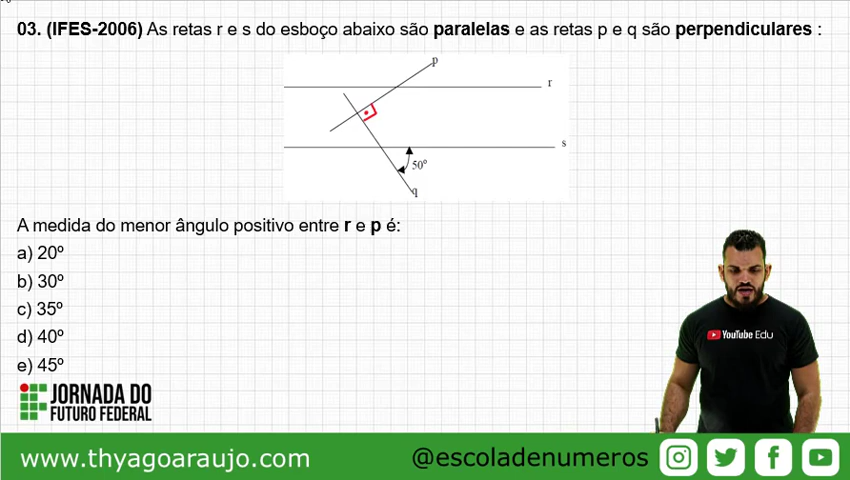 03. (IFES-2006) As retas r e s do esboço abaixo são paralelas e as retas p e q são perpendiculares :
p
r
s
50º
q
A medida do menor ângulo positivo entre r e p é:
a) 20º
b) 30º
c) 35º
d) 40º
e) 45º
YouTube Edu
JORNADA DO
FUTURO FEDERAL
www.thyagoaraujo.com
@escoladenumeros